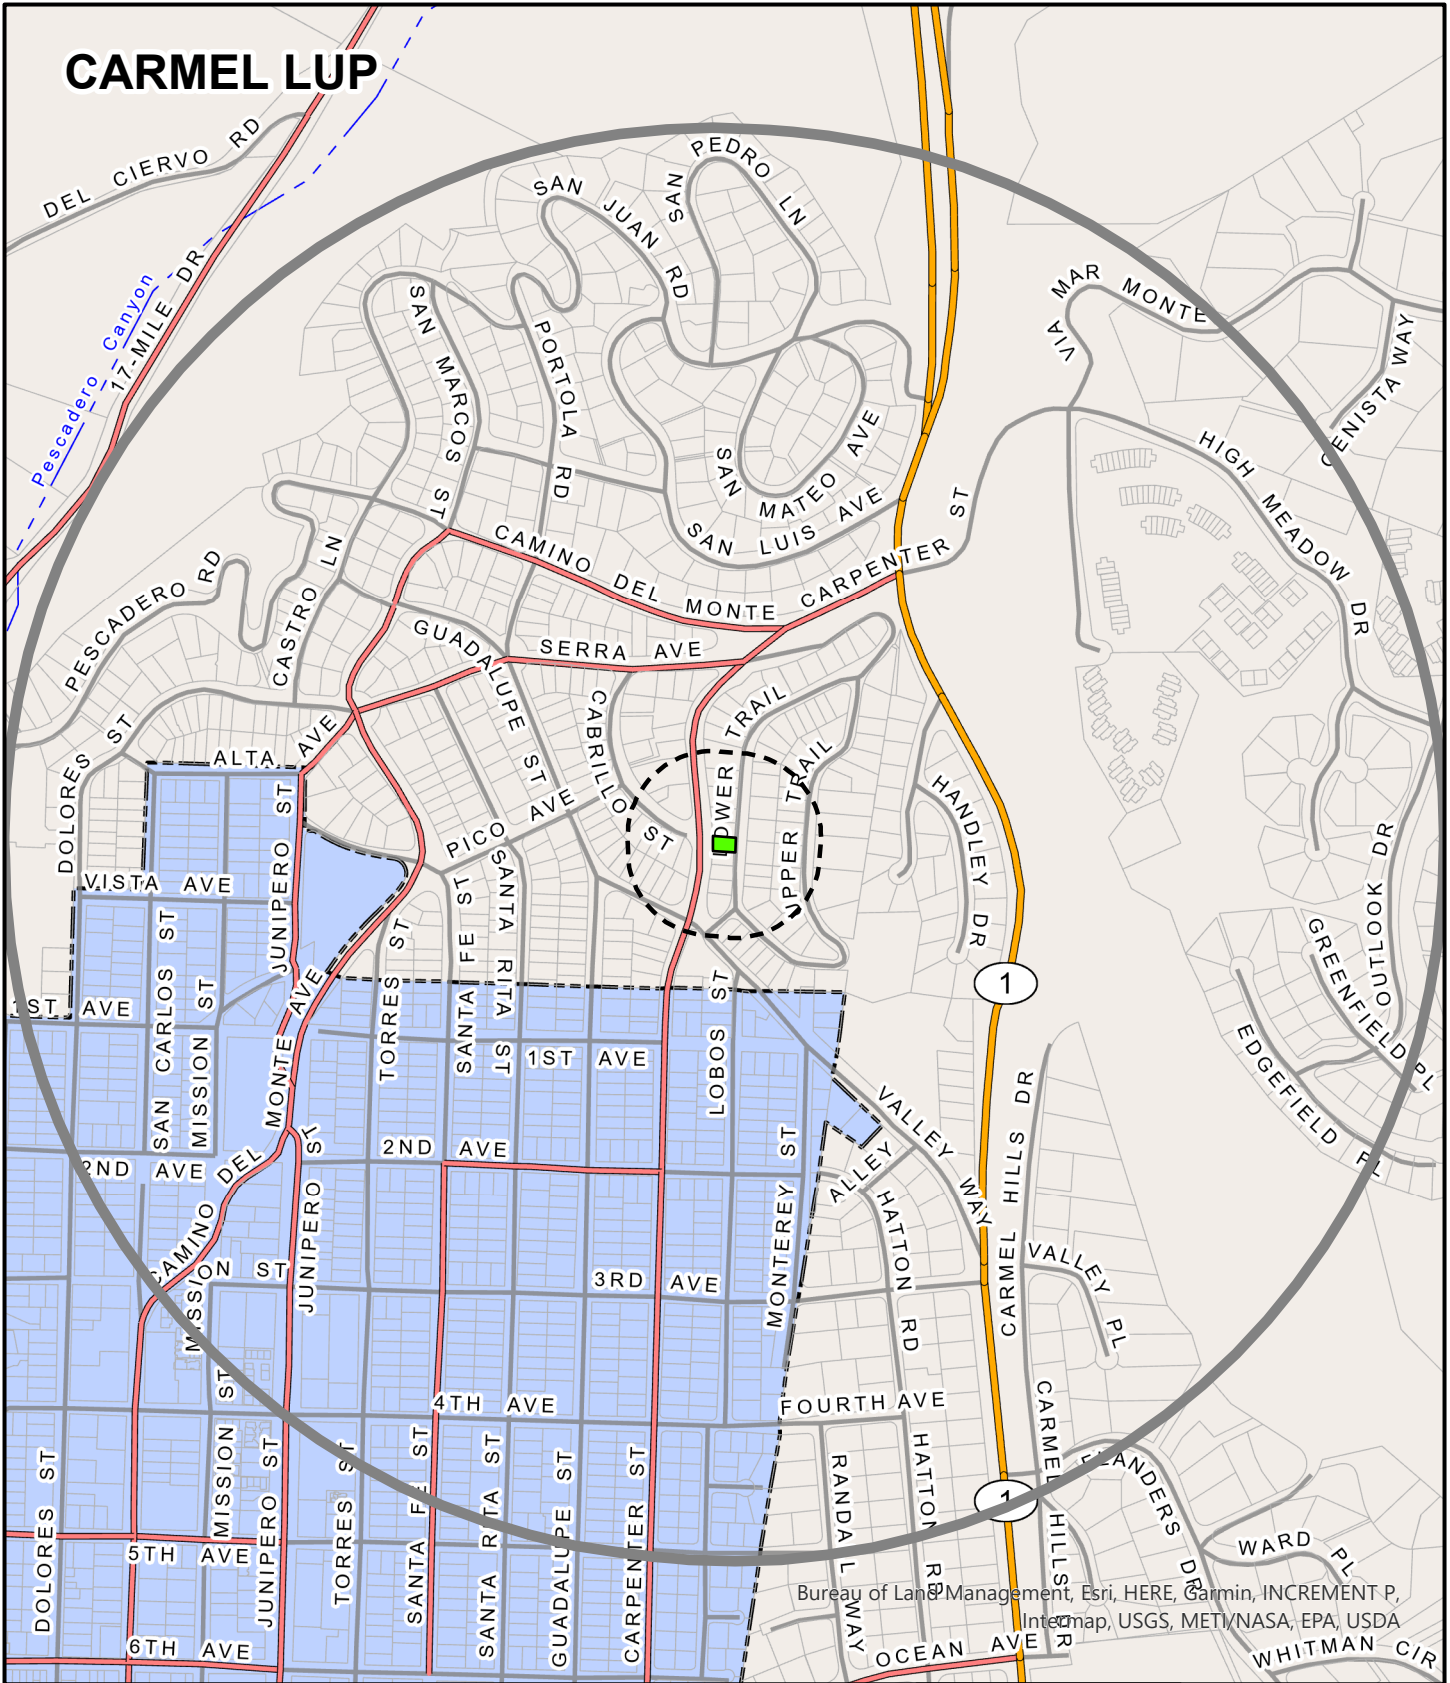 CARMEL LUP
DEL CIERVO RD
17-MILE DR
Pescadero Canyon
SAN PEDRO LN
SAN JUAN RD
SAN MARCOS ST
PORTOLA RD
VIA MAR MONTE
GENISTA WAY
HIGH MEADOW DR
SAN MATEO AVE
SAN LUIS AVE
CARPENTER ST
CAMINO DEL MONTE
PESCADERO RD
CASTRO LN
GUADALUPE ST
SERRA AVE
CABRILLO ST
LOWER TRAIL
UPPER TRAIL
DOLORES ST
ALTA AVE
PICO AVE
HANDLEY DR
OUTLOOK DR
GREENFIELD PL
EDGEFIELD PL
VISTA AVE
JUNIPERO ST
SAN CARLOS ST
MISSION ST
TORRES ST
SANTA FE ST
SANTA RITA ST
1
1ST AVE
MISSION ST
CAMINO DEL MONTE AVE
1ST AVE
LOBOS ST
VALLEY WAY
CARMEL HILLS DR
2ND AVE
2ND AVE
ALLEY
HATTON RD
MONTEREY ST
VALLEY PL
JUNIPERO ST
MISSION ST
3RD AVE
MISSION ST
4TH AVE
FOURTH AVE
CARMEL HILLS DR
FLANDERS DR
1
DOLORES ST
JUNIPERO ST
TORRES ST
SANTA FE ST
SANTA RITA ST
GUADALUPE ST
CARPENTER ST
RANDALL WAY
HATTON RD
WARD PL
5TH AVE
6TH AVE
OCEAN AVE
WHITMAN CIR
Bureau of Land Management, Esri, HERE, Garmin, INCREMENT P,
Intermap, USGS, METI/NASA, EPA, USDA